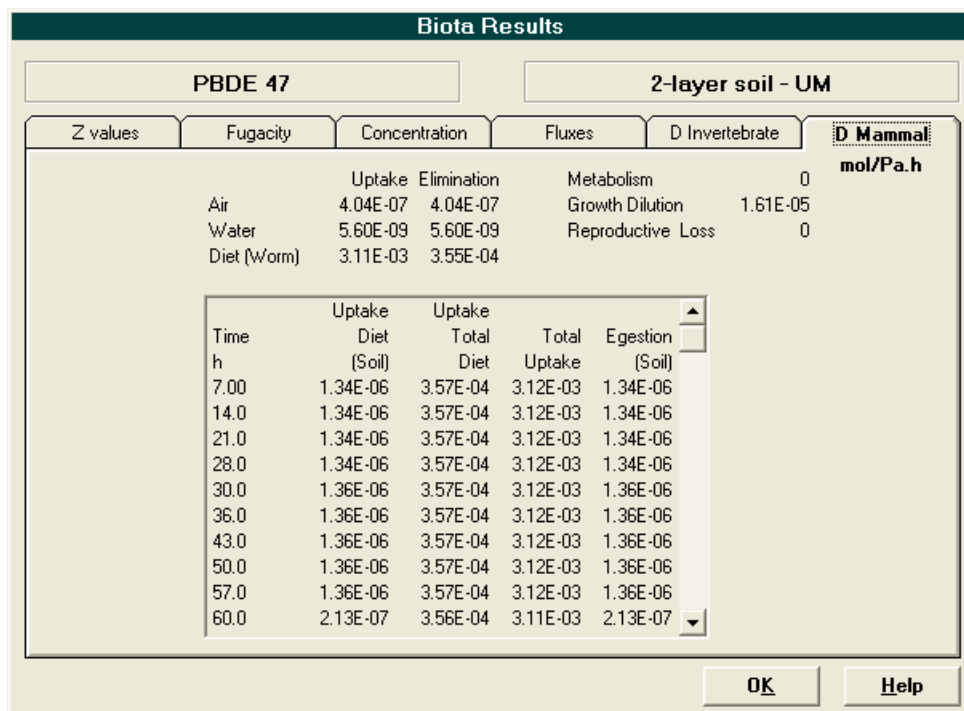 Biota Results
PBDE 47
2-layer soil - UM
Z values Fugacity Concentration Fluxes D Invertebrate D Mammal
mol/Pa.h
Uptake Elimination Metabolism 0
Air 4.04E-07 4.04E-07 Growth Dilution 1.61E-05
Water 5.60E-09 5.60E-09 Reproductive Loss 0
Diet (Worm) 3.11E-03 3.55E-04
Uptake Uptake
Time Diet Total Total Egestion
h (Soil) Diet Uptake (Soil)
7.00 1.34E-06 3.57E-04 3.12E-03 1.34E-06
14.0 1.34E-06 3.57E-04 3.12E-03 1.34E-06
21.0 1.34E-06 3.57E-04 3.12E-03 1.34E-06
28.0 1.34E-06 3.57E-04 3.12E-03 1.34E-06
30.0 1.36E-06 3.57E-04 3.12E-03 1.36E-06
36.0 1.36E-06 3.57E-04 3.12E-03 1.36E-06
43.0 1.36E-06 3.57E-04 3.12E-03 1.36E-06
50.0 1.36E-06 3.57E-04 3.12E-03 1.36E-06
57.0 1.36E-06 3.57E-04 3.12E-03 1.36E-06
60.0 2.13E-07 3.56E-04 3.11E-03 2.13E-07
OK Help